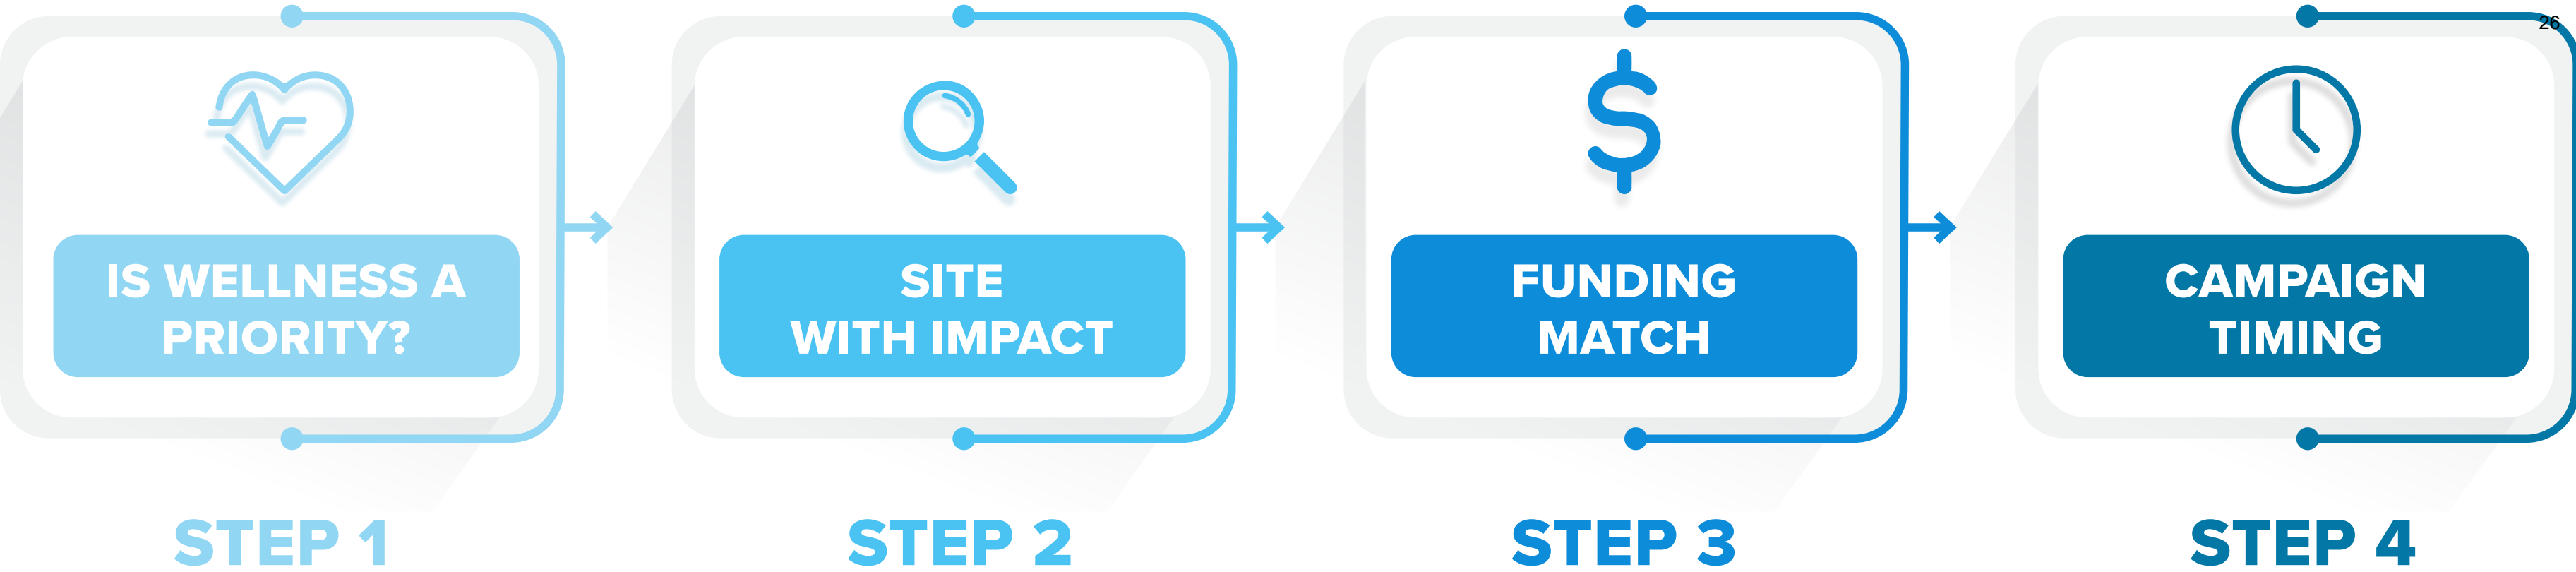 26
IS WELLNESS A
PRIORITY?
SITE
WITH IMPACT
FUNDING
MATCH
CAMPAIGN
TIMING
STEP 1
STEP 2
STEP 3
STEP 4